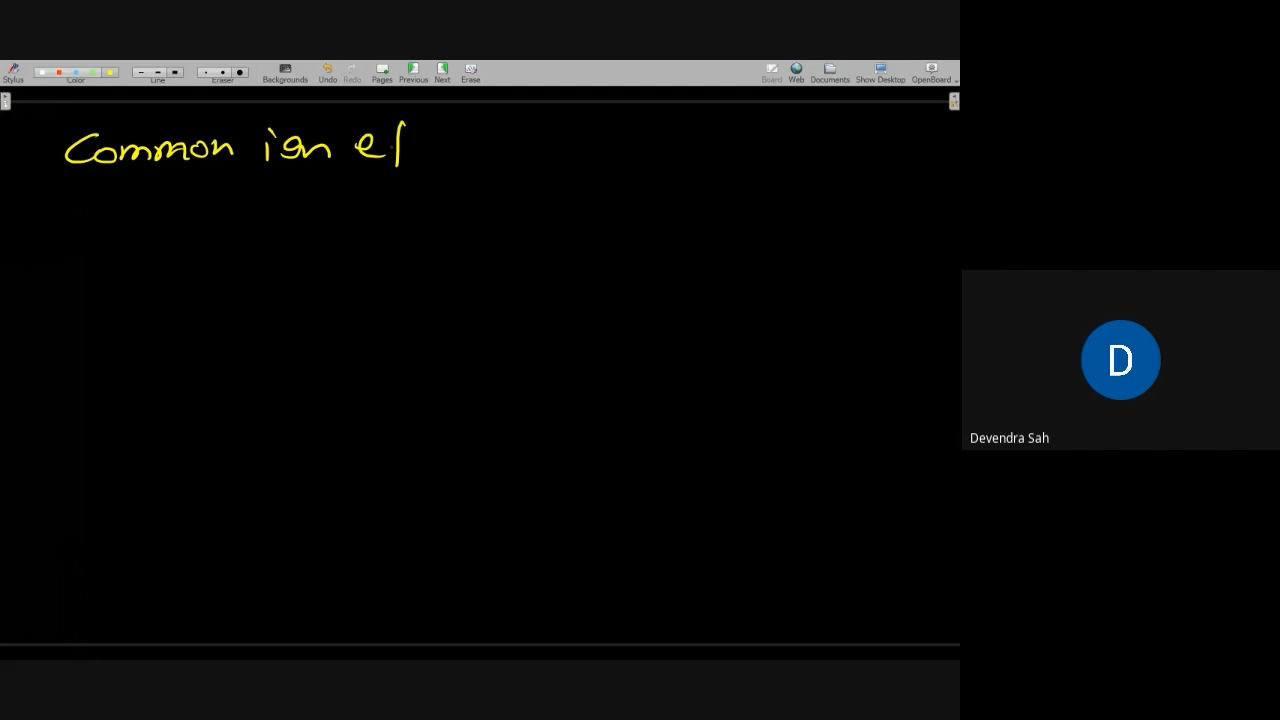 Stylus Color Line Eraser Backgrounds Undo Redo Pages Previous Next Erase Board Web Documents Show Desktop OpenBoard
Common ion ef
D
Devendra Sah